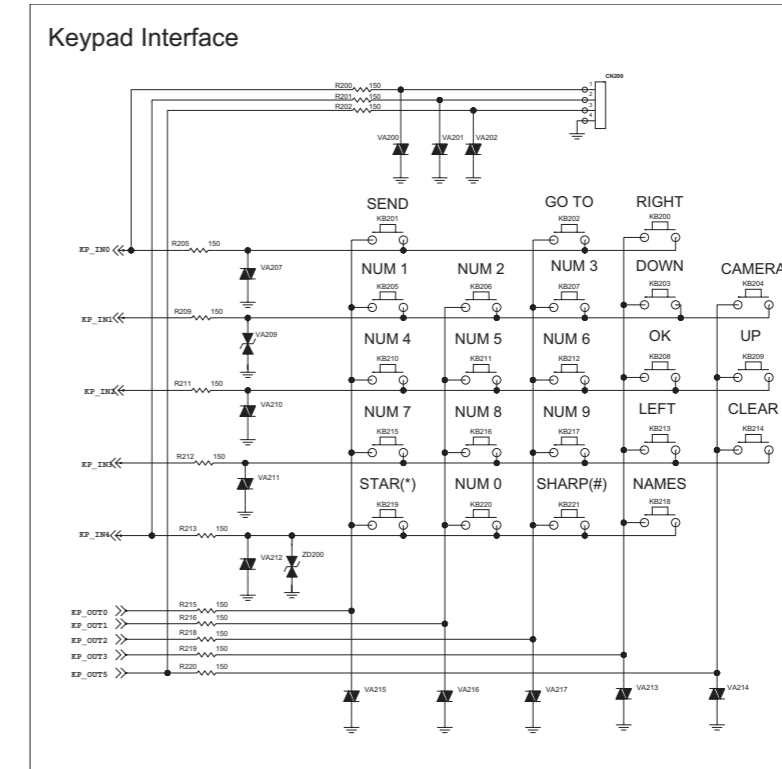 Keypad Interface
CN200
R200 150 1
R201 150 2
R202 150 3
4
VA200 VA201 VA202
SEND GO TO RIGHT
KB201 KB202 KB200
KP_IN0 R205 150
VA207
NUM 1 NUM 2 NUM 3 DOWN CAMERA
KB205 KB206 KB207 KB203 KB204
KP_IN1 R209 150
VA209
NUM 4 NUM 5 NUM 6 OK UP
KB210 KB211 KB212 KB208 KB209
KP_IN2 R211 150
VA210
NUM 7 NUM 8 NUM 9 LEFT CLEAR
KB215 KB216 KB217 KB213 KB214
KP_IN3 R212 150
VA211
STAR(*) NUM 0 SHARP(#) NAMES
KB219 KB220 KB221 KB218
KP_IN4 R213 150
VA212 ZD200
KP_OUT0 R215 150
KP_OUT1 R216 150
KP_OUT2 R218 150
KP_OUT3 R219 150
KP_OUT5 R220 150
VA215 VA216 VA217 VA213 VA214